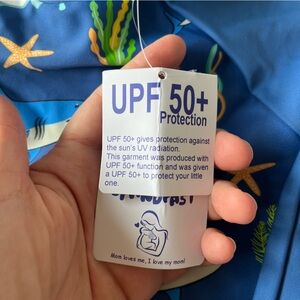 UPF 50+
Protection
UPF 50+ gives protection against
the sun's UV radiation.
This garment was produced with
UPF 50+ function and was given
a UPF 50+ to protect your little
one.
Mom loves me, I love my mom!